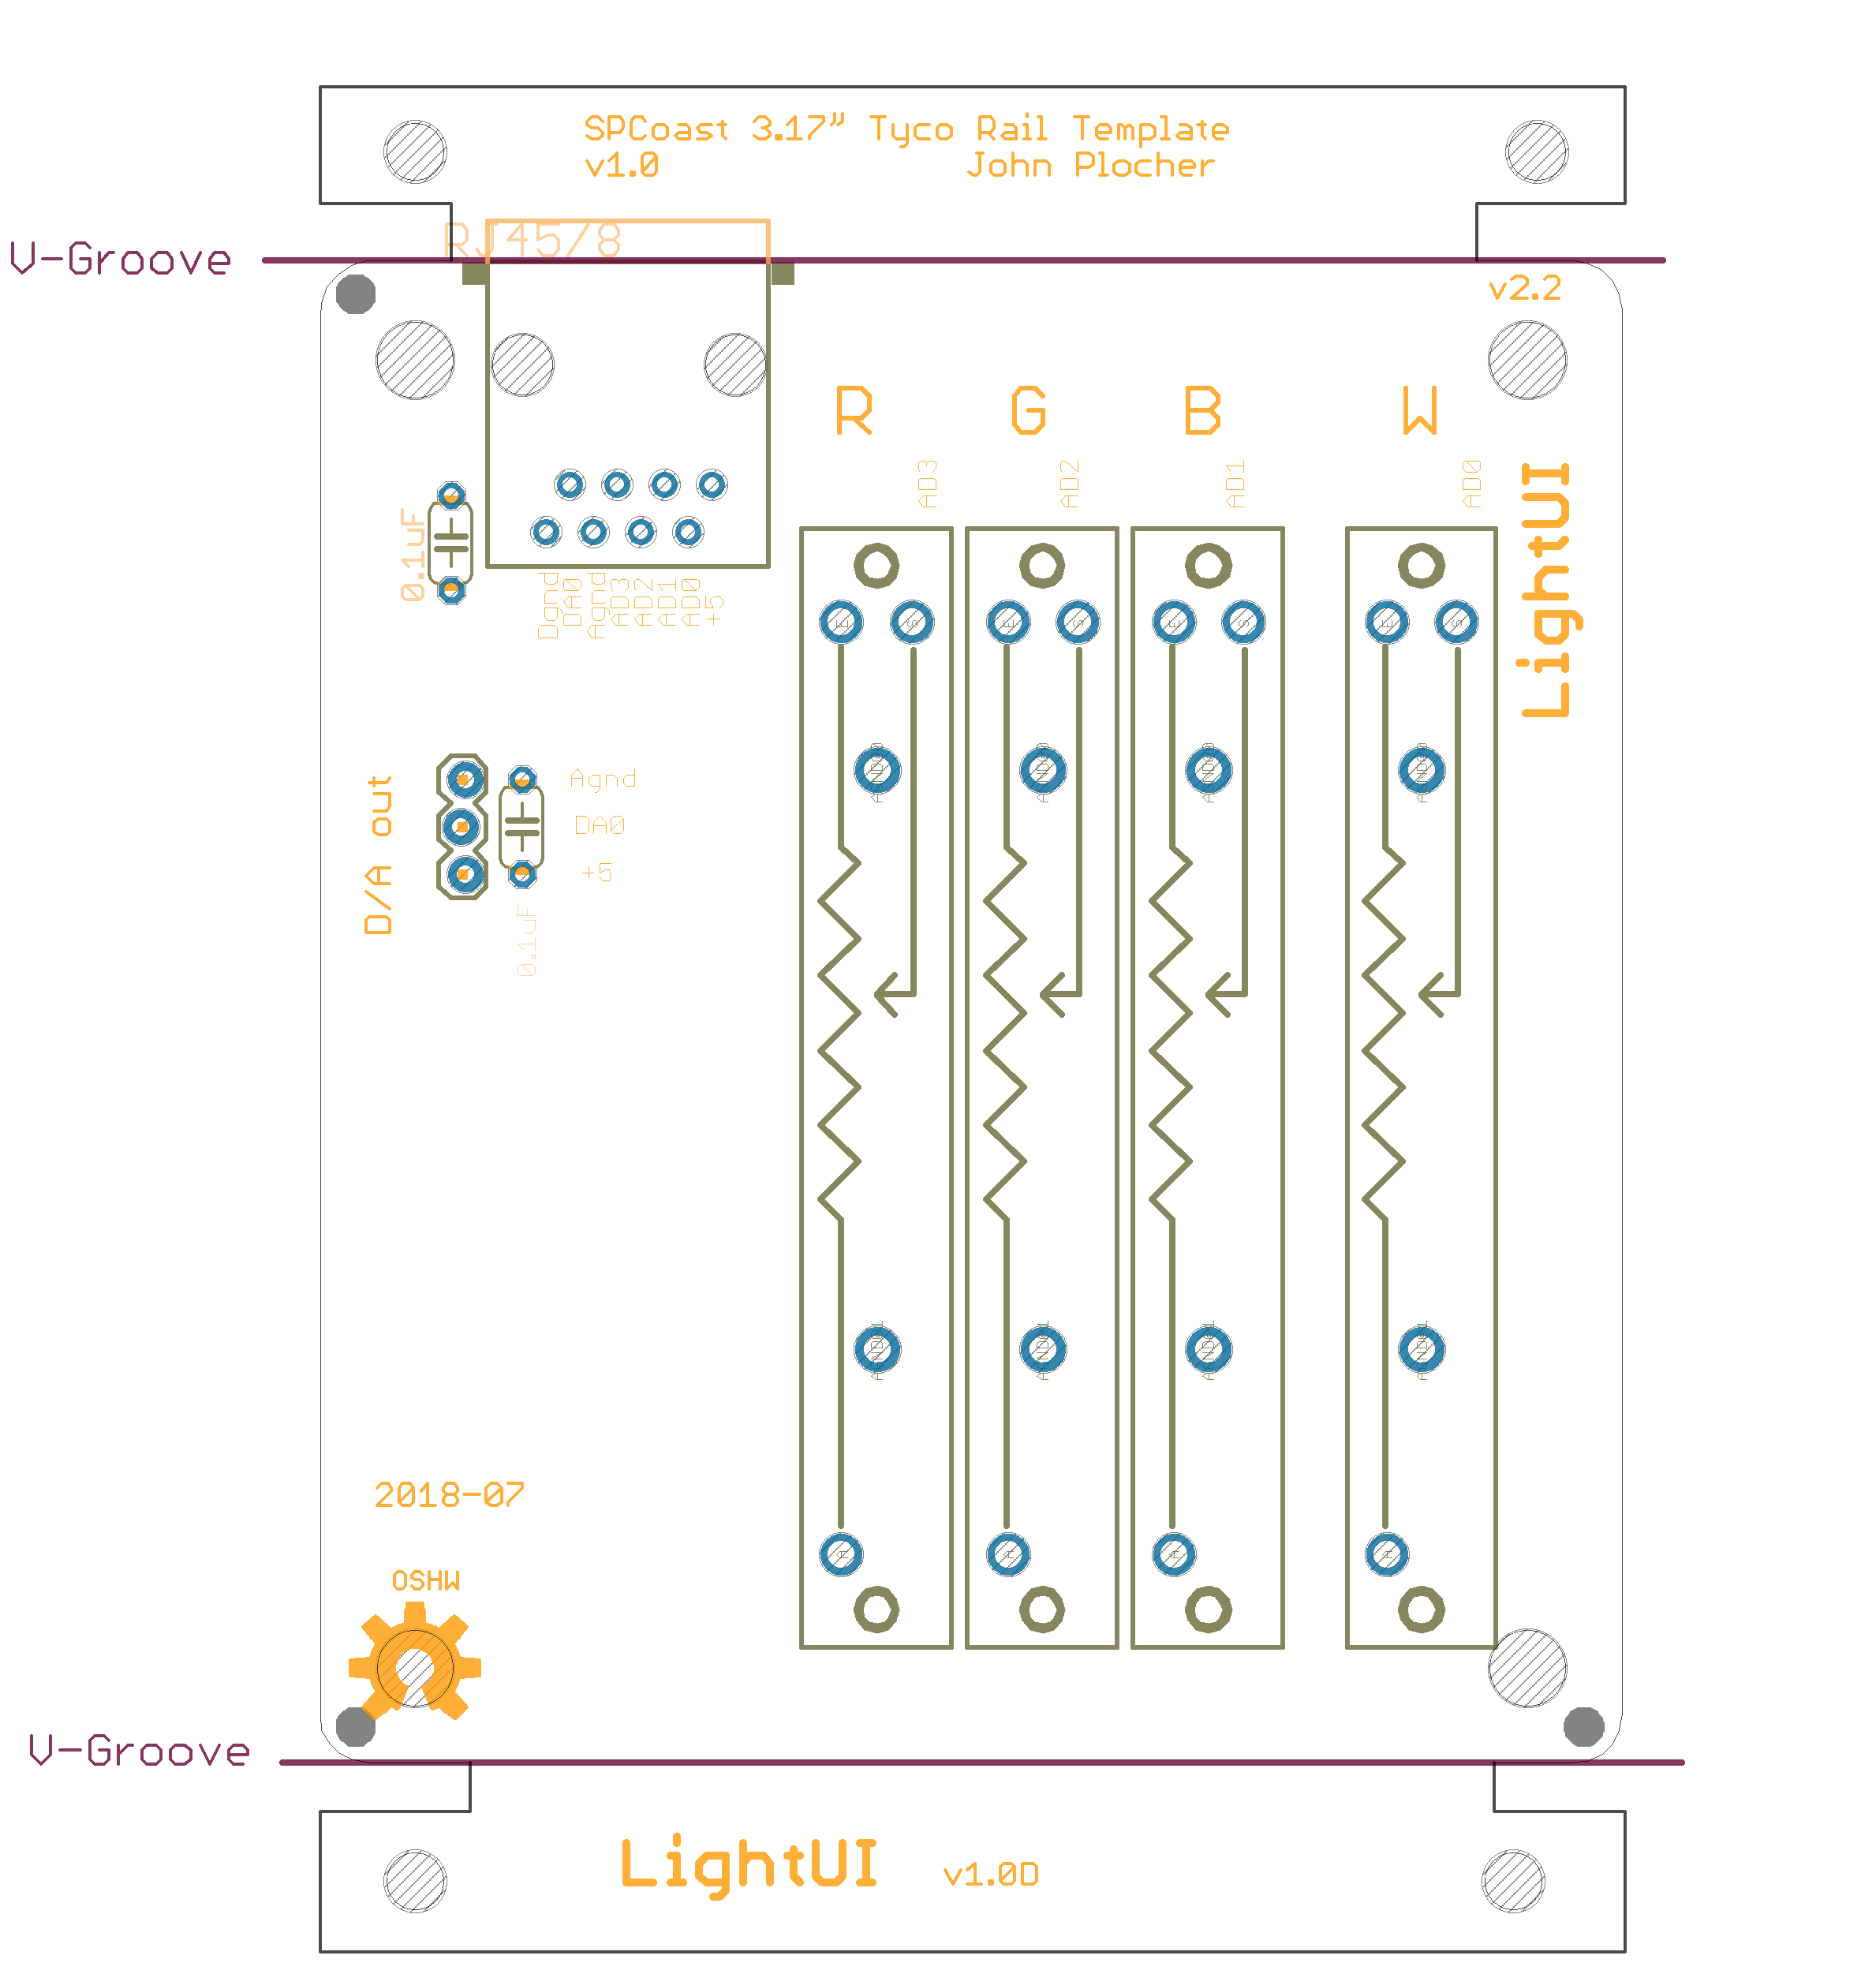 SPCoast 3.17" Tyco Rail Template
v1.0 John Plocher
RJ45/8
V-Groove
v2.2
R G B W
AD3 AD2 AD1 AD0
LightUI
0.1uF
Dgnd
DA0
Agnd
AD3
AD2
AD1
AD0
+5
E S E S E S E S
D/A out
Agnd
DA0
+5
0.1uF
A A A A
2018-07
OSHW
V-Groove
LightUI v1.0D